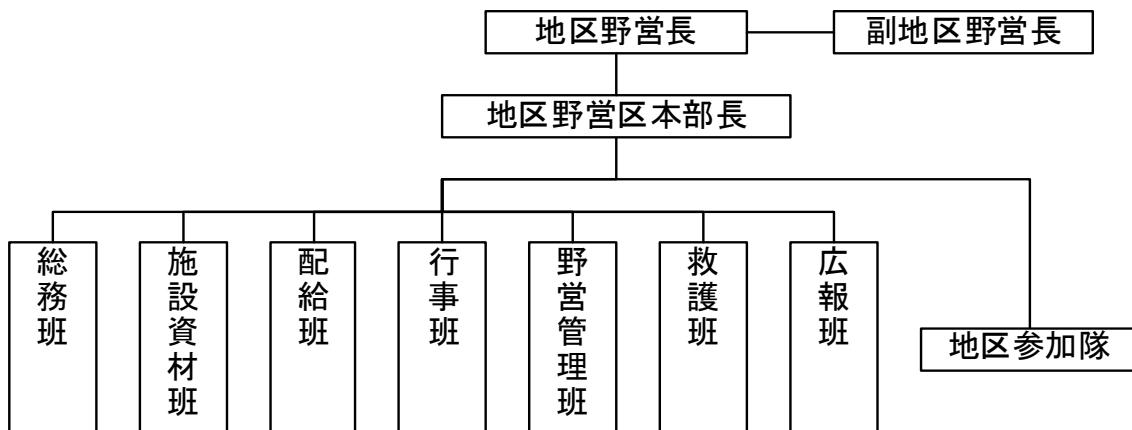 地区野営長
副地区野営長
地区野営区本部長
総務班
施設資材班
配給班
行事班
野営管理班
救護班
広報班
地区参加隊